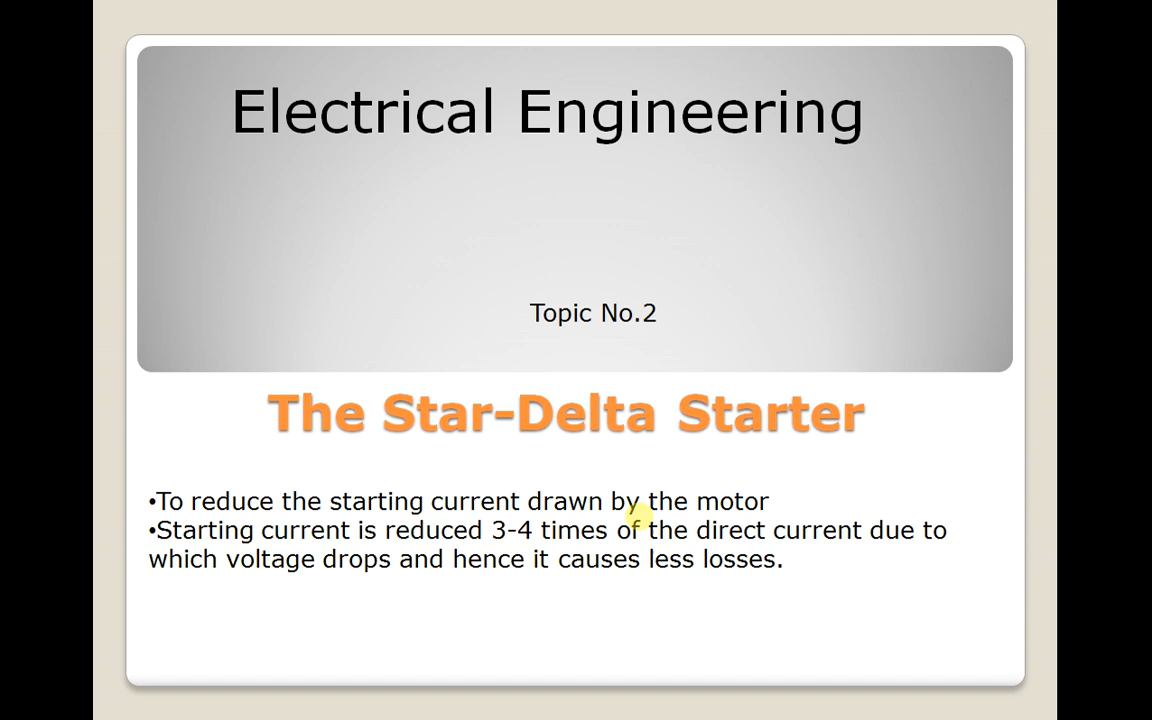 Electrical Engineering
Topic No.2
The Star-Delta Starter
•To reduce the starting current drawn by the motor
•Starting current is reduced 3-4 times of the direct current due to
which voltage drops and hence it causes less losses.